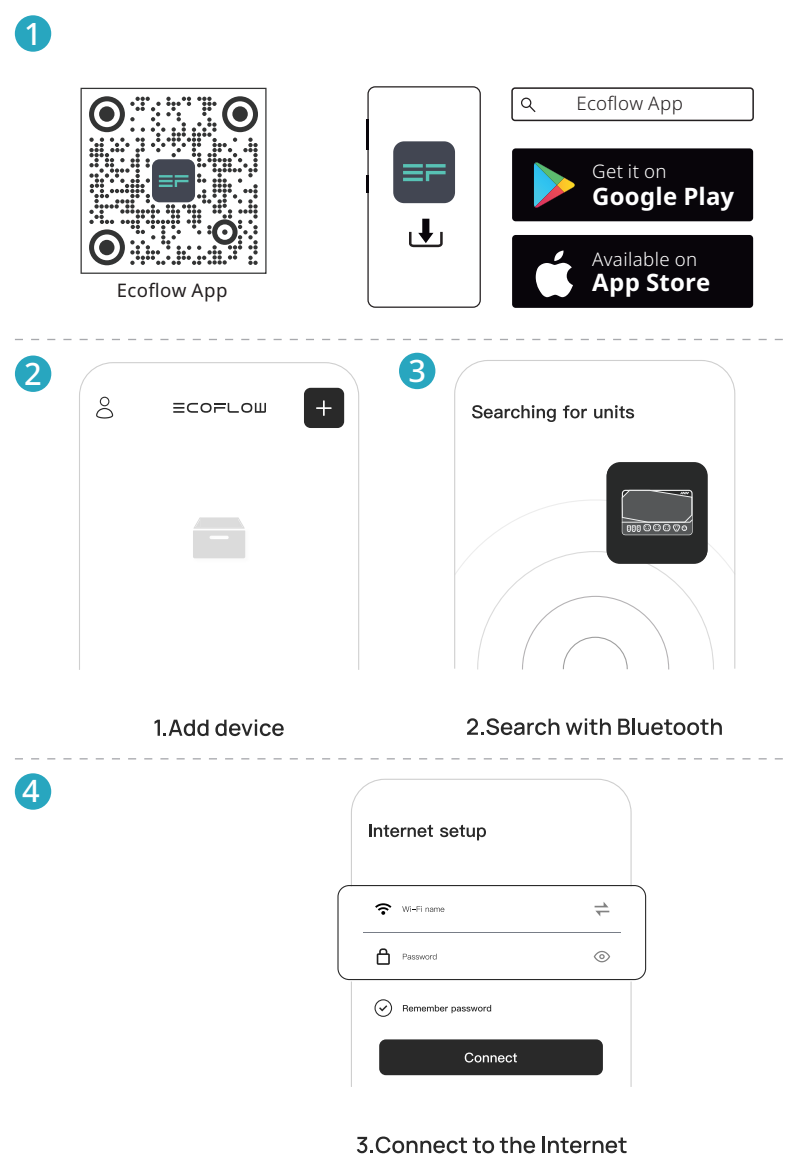 1
Ecoflow App
Get it on
Google Play
Available on
App Store
Ecoflow App
2
ECOFLOW
+
1.Add device
3
Searching for units
2.Search with Bluetooth
4
Internet setup
Wi-Fi name
Password
Remember password
Connect
3.Connect to the Internet